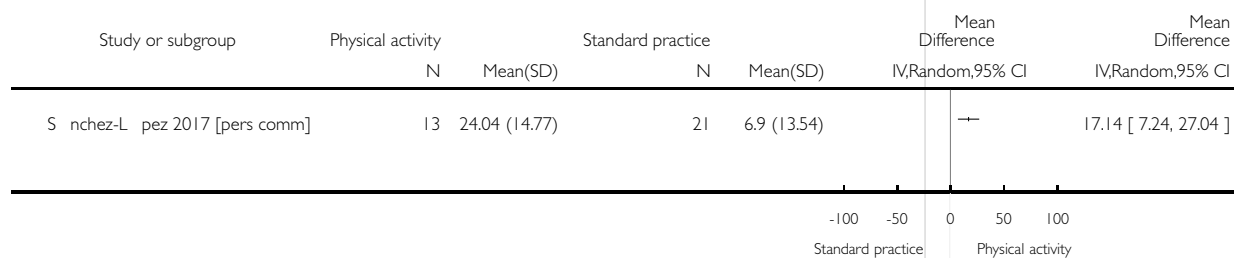 Mean Mean
Study or subgroup Physical activity Standard practice Difference Difference
N Mean(SD) N Mean(SD) IV,Random,95% CI IV,Random,95% CI
S nchez-L pez 2017 [pers comm] 13 24.04 (14.77) 21 6.9 (13.54) 17.14 [ 7.24, 27.04 ]
-100 -50 0 50 100
Standard practice Physical activity